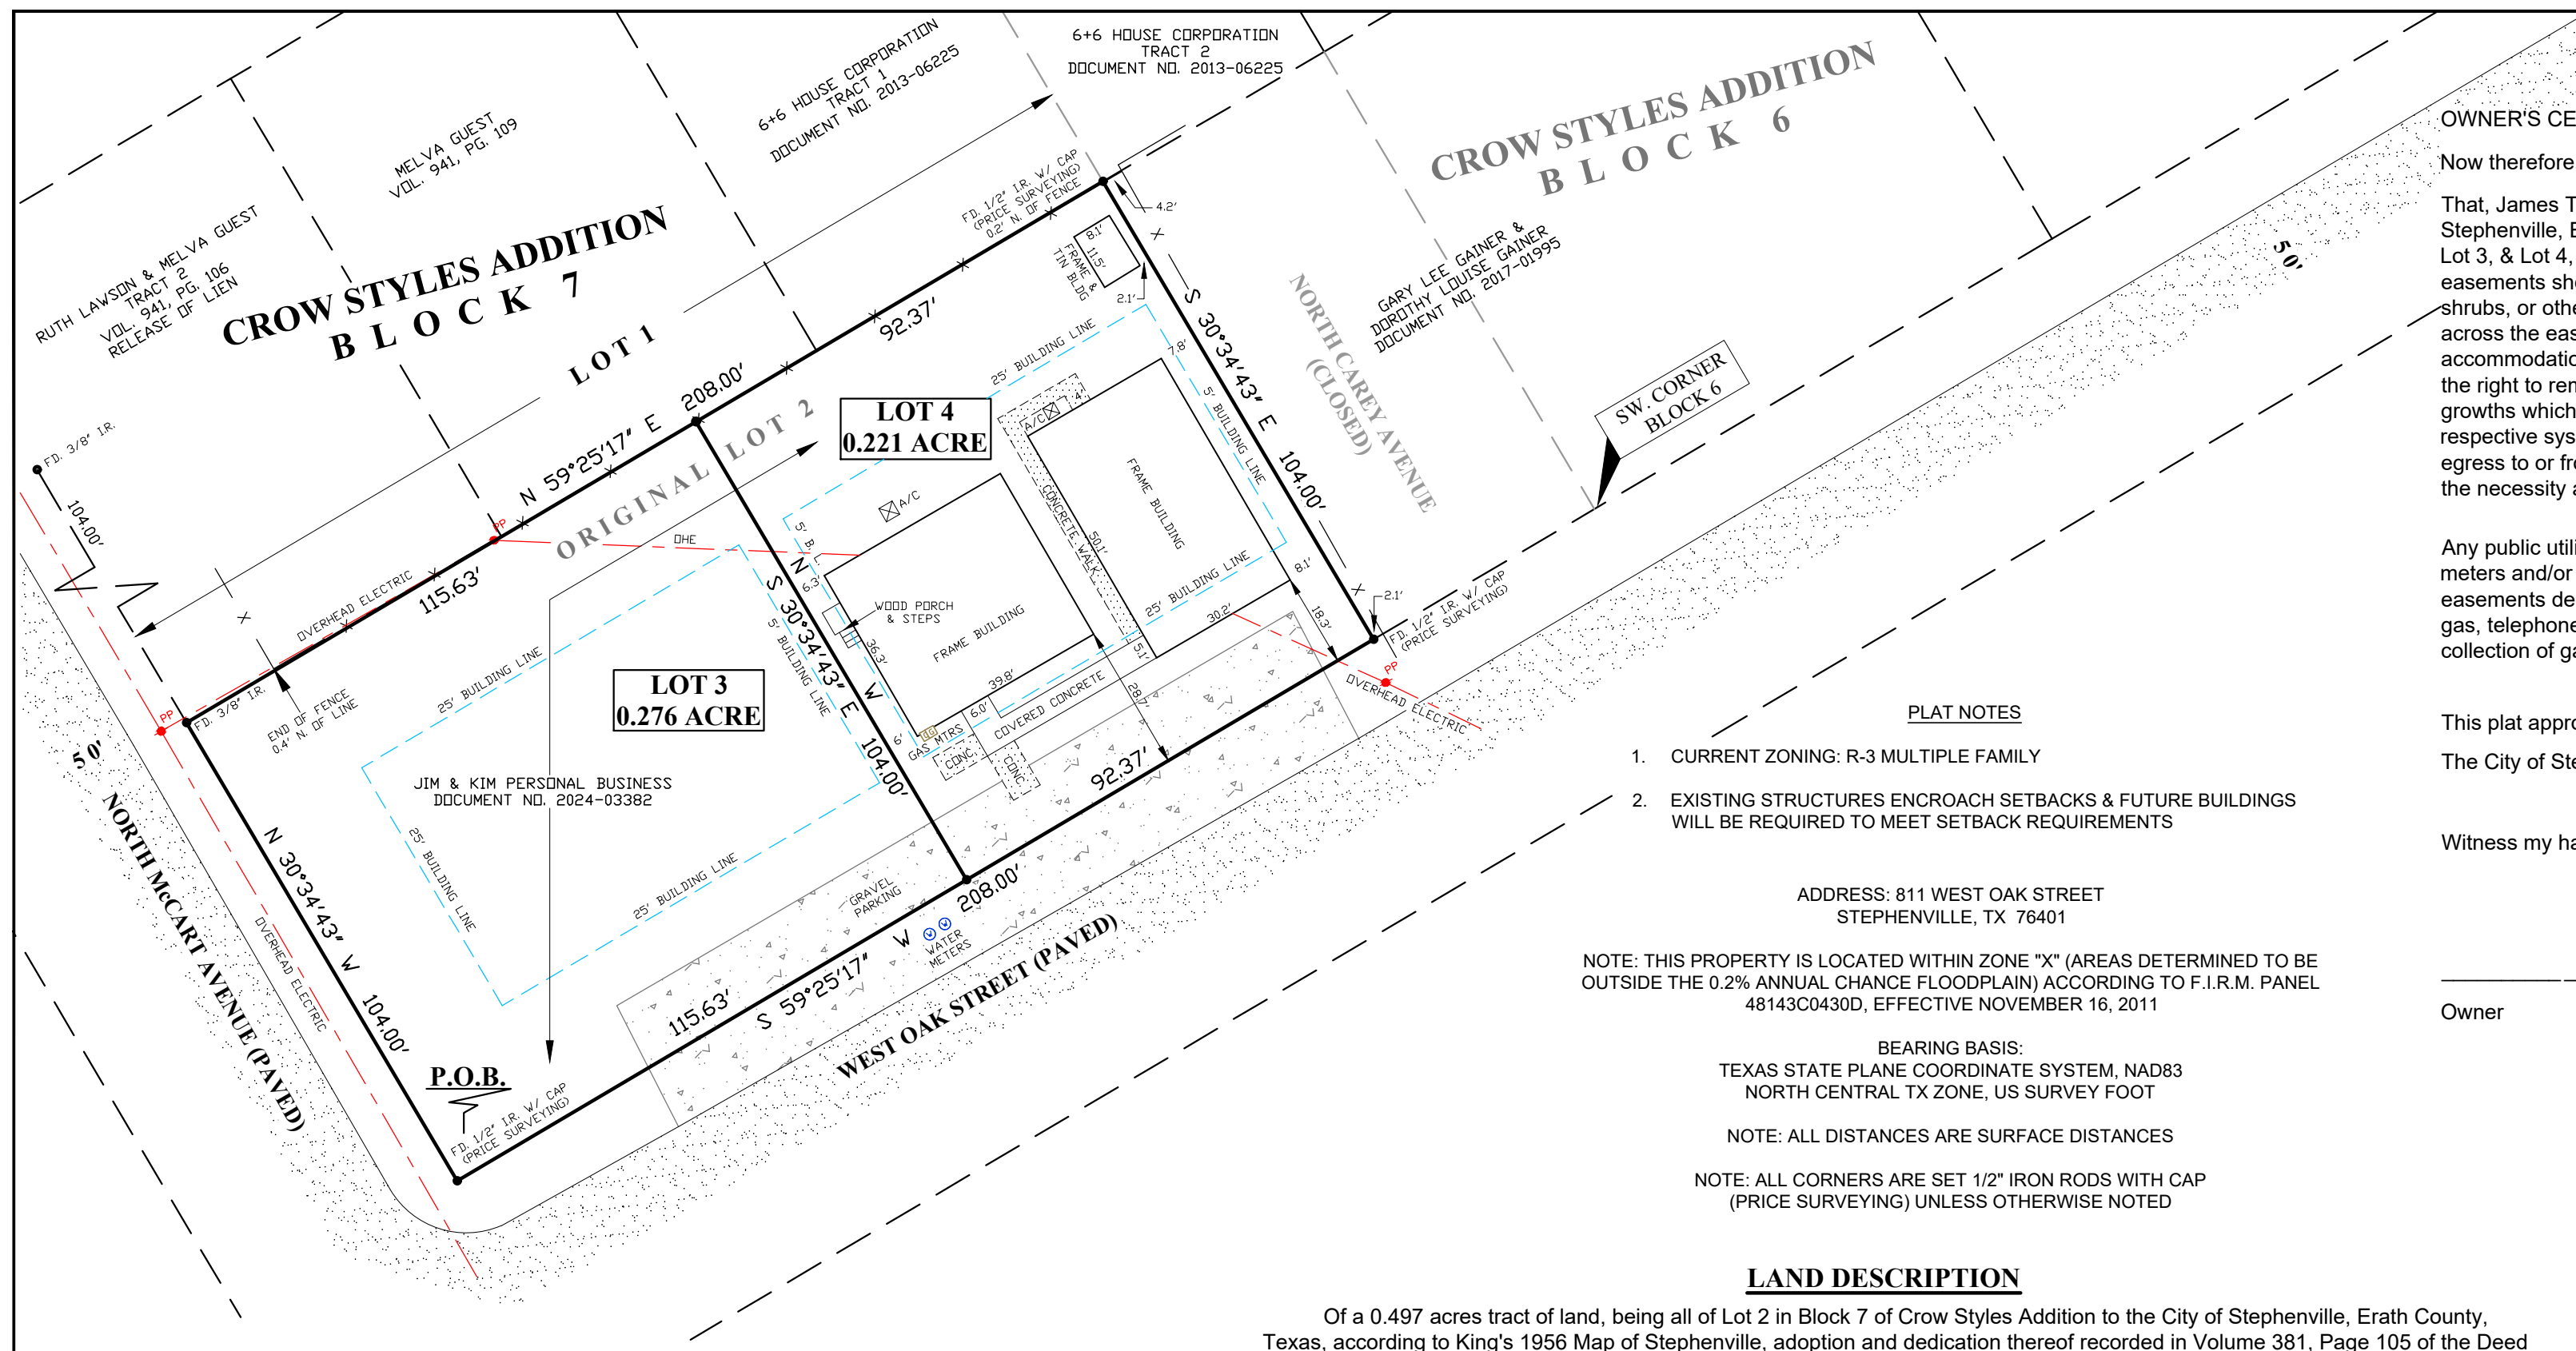 6+6 HOUSE CORPORATION
TRACT 2
DOCUMENT NO. 2013-06225
6+6 HOUSE CORPORATION
TRACT 1
DOCUMENT NO. 2013-06225
MELVA GUEST
VOL. 941, PG. 109
RUTH LAWSON & MELVA GUEST
TRACT 2
VOL. 941, PG. 106
RELEASE OF LIEN
CROW STYLES ADDITION
BLOCK 7
LOT 1
CROW STYLES ADDITION
BLOCK 6
GARY LEE GAINER &
DOROTHY LOUISE GAINER
DOCUMENT NO. 2017-01995
NORTH CAREY AVENUE
(CLOSED)
SW. CORNER
BLOCK 6
50'
FD. 1/2" I.R. W/ CAP
(PRICE SURVEYING)
0.2' N. OF FENCE
4.2'
8.1'
11.5'
FRAME &
TIN BLDG
2.1'
X
S 30°34'43" E
104.00'
X
92.37'
208.00'
N 59°25'17" E
115.63'
ORIGINAL LOT 2
LOT 4
0.221 ACRE
25' BUILDING LINE
7.8'
5' BUILDING LINE
A/C
4'
FRAME BUILDING
CONCRETE WALK
50.1'
25' BUILDING LINE
8.1'
30.2'
5.1'
18.3'
2.1'
FD. 1/2" I.R. W/ CAP
(PRICE SURVEYING)
PP
OVERHEAD ELECTRIC
A/C
5' B. L.
6.3'
WOOD PORCH
& STEPS
36.3'
FRAME BUILDING
39.8'
6.0'
6'
GAS MTRS
CONC.
CONC.
COVERED CONCRETE
28.7'
N 30°34'43" W
S 30°34'43" E
104.00'
5' BUILDING LINE
PP
OHE
FD. 3/8" I.R.
104.00'
OVERHEAD ELECTRIC
X
PP
FD. 3/8" I.R.
END OF FENCE
0.4' N. OF LINE
25' BUILDING LINE
LOT 3
0.276 ACRE
JIM & KIM PERSONAL BUSINESS
DOCUMENT NO. 2024-03382
25' BUILDING LINE
25' BUILDING LINE
50'
NORTH McCART AVENUE (PAVED)
OVERHEAD ELECTRIC
N 30°34'43" W
104.00'
P.O.B.
FD. 1/2" I.R. W/ CAP
(PRICE SURVEYING)
GRAVEL
PARKING
WATER
METERS
92.37'
208.00'
S 59°25'17" W
115.63'
WEST OAK STREET (PAVED)
PLAT NOTES
1. CURRENT ZONING: R-3 MULTIPLE FAMILY
2. EXISTING STRUCTURES ENCROACH SETBACKS & FUTURE BUILDINGS
WILL BE REQUIRED TO MEET SETBACK REQUIREMENTS
ADDRESS: 811 WEST OAK STREET
STEPHENVILLE, TX 76401
NOTE: THIS PROPERTY IS LOCATED WITHIN ZONE "X" (AREAS DETERMINED TO BE
OUTSIDE THE 0.2% ANNUAL CHANCE FLOODPLAIN) ACCORDING TO F.I.R.M. PANEL
48143C0430D, EFFECTIVE NOVEMBER 16, 2011
BEARING BASIS:
TEXAS STATE PLANE COORDINATE SYSTEM, NAD83
NORTH CENTRAL TX ZONE, US SURVEY FOOT
NOTE: ALL DISTANCES ARE SURFACE DISTANCES
NOTE: ALL CORNERS ARE SET 1/2" IRON RODS WITH CAP
(PRICE SURVEYING) UNLESS OTHERWISE NOTED
LAND DESCRIPTION
Of a 0.497 acres tract of land, being all of Lot 2 in Block 7 of Crow Styles Addition to the City of Stephenville, Erath County,
Texas, according to King's 1956 Map of Stephenville, adoption and dedication thereof recorded in Volume 381, Page 105 of the Deed
OWNER'S CE
Now therefore
That, James T
Stephenville, E
Lot 3, & Lot 4,
easements sh
shrubs, or othe
across the eas
accommodatio
the right to ren
growths which
respective sys
egress to or fr
the necessity a
Any public util
meters and/or
easements de
gas, telephone
collection of ga
This plat appro
The City of Ste
Witness my ha
Owner